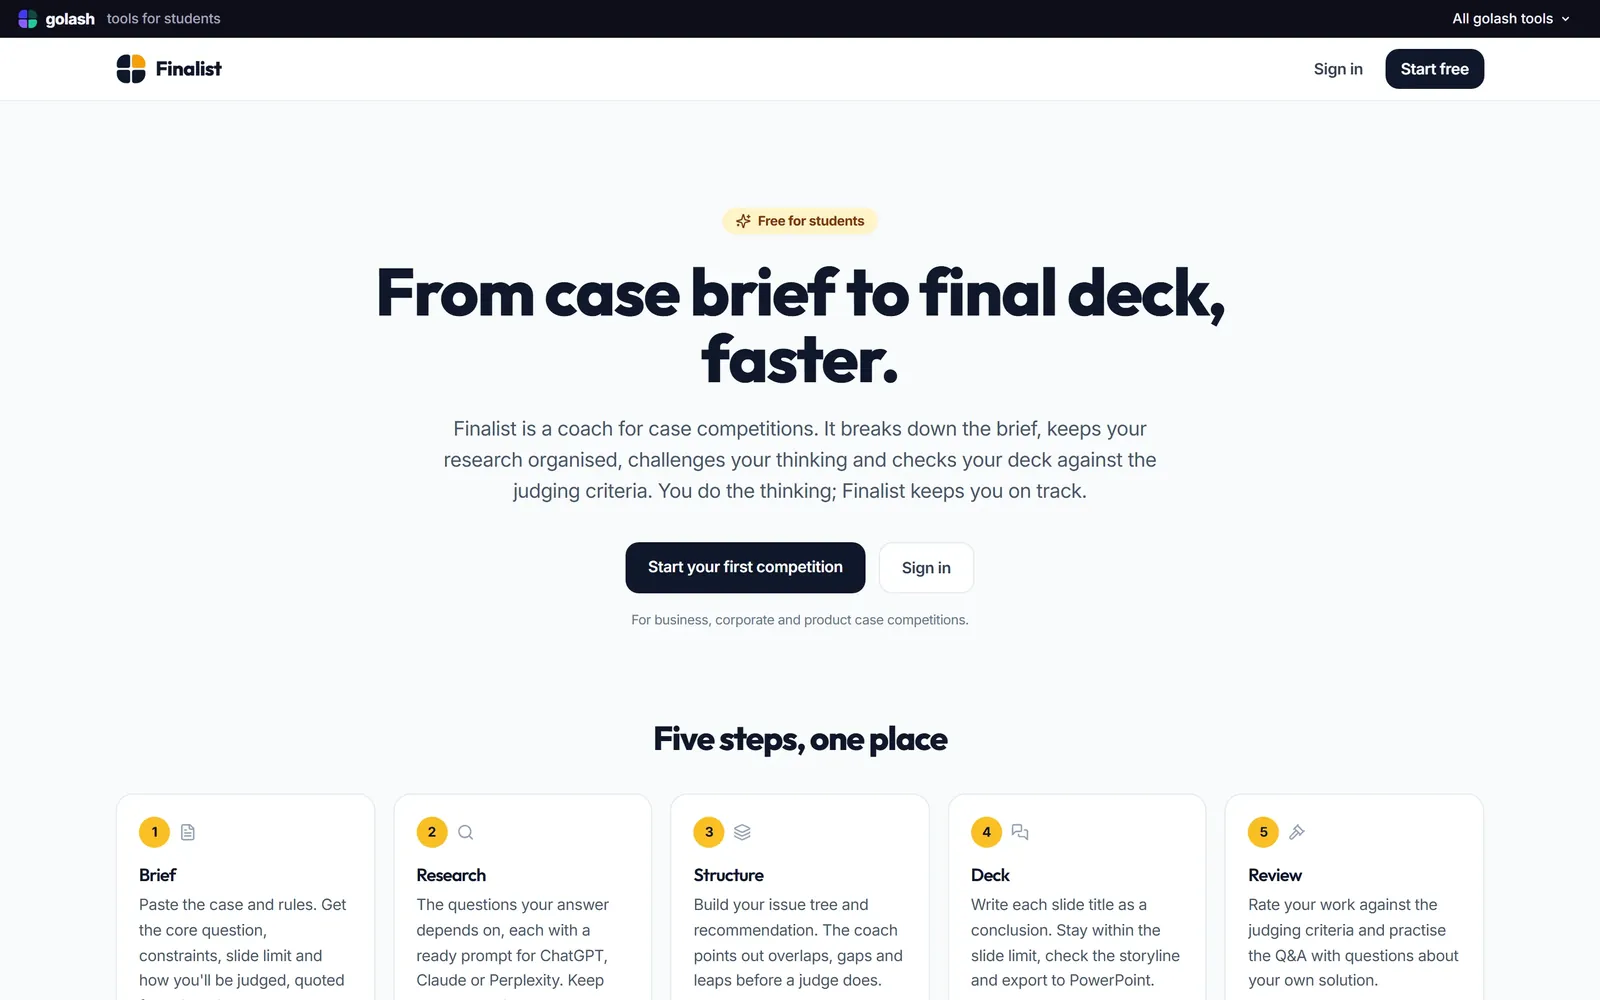 golash tools for students
All golash tools
Finalist
Sign in
Start free
Free for students
From case brief to final deck,
faster.
Finalist is a coach for case competitions. It breaks down the brief, keeps your
research organised, challenges your thinking and checks your deck against the
judging criteria. You do the thinking; Finalist keeps you on track.
Start your first competition
Sign in
For business, corporate and product case competitions.
Five steps, one place
1
Brief
Paste the case and rules. Get
the core question,
constraints, slide limit and
how you'll be judged, quoted
2
Research
The questions your answer
depends on, each with a
ready prompt for ChatGPT,
Claude or Perplexity. Keep
3
Structure
Build your issue tree and
recommendation. The coach
points out overlaps, gaps and
leaps before a judge does.
4
Deck
Write each slide title as a
conclusion. Stay within the
slide limit, check the storyline
and export to PowerPoint.
5
Review
Rate your work against the
judging criteria and practise
the Q&A with questions about
your own solution.